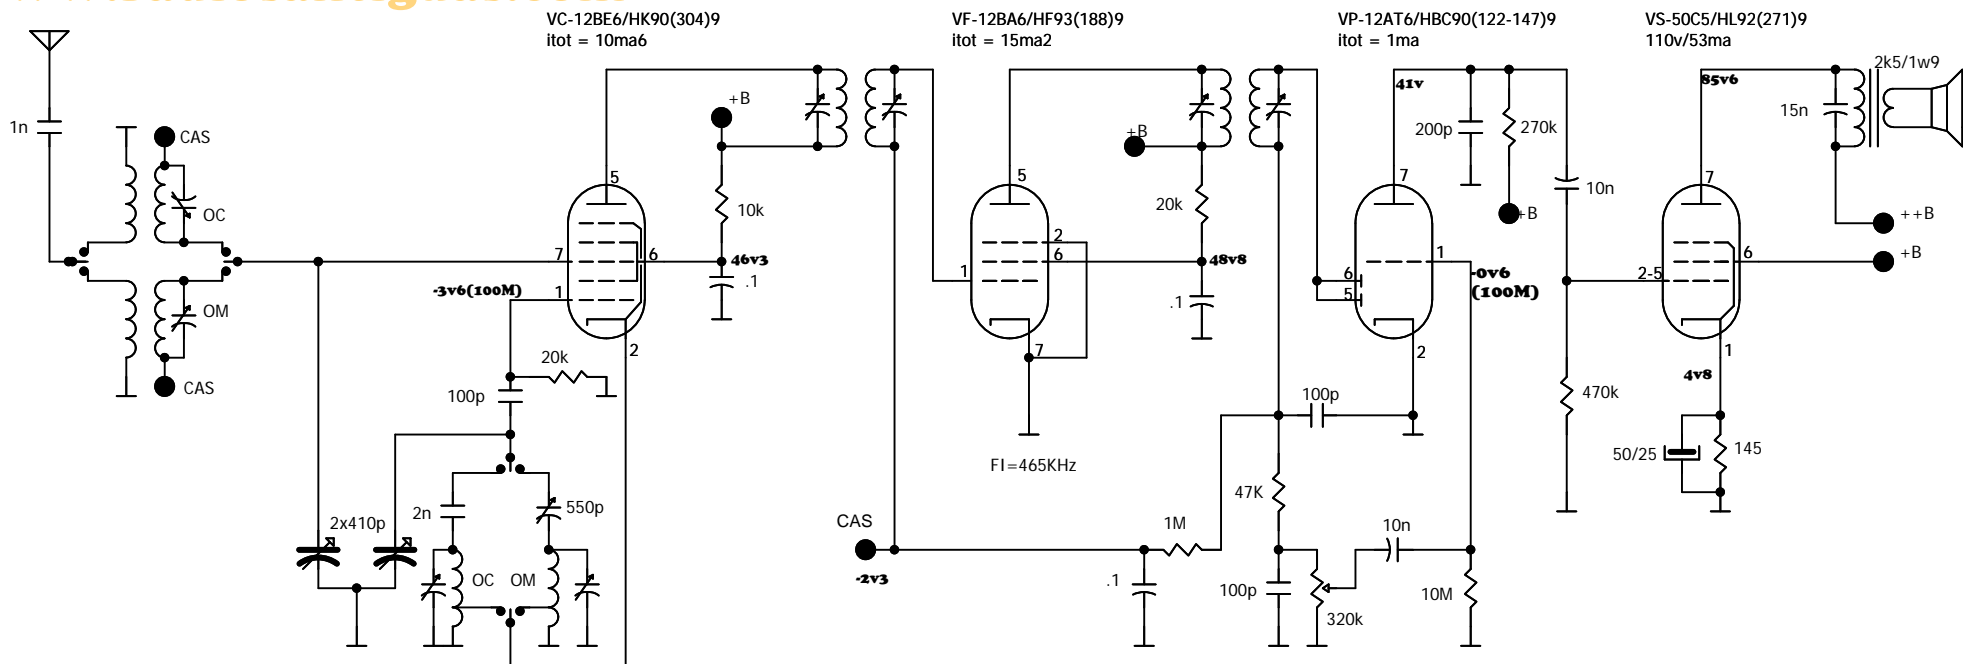 VC-12BE6/HK90(304)9
itot = 10ma6
VF-12BA6/HF93(188)9
itot = 15ma2
VP-12AT6/HBC90(122-147)9
itot = 1ma
VS-50C5/HL92(271)9
110v/53ma
1n
CAS
OC
OM
CAS
5
7
6
-3v6(100M)
1
2
+B
10k
46v3
.1
20k
100p
2x410p
2n
550p
OC
OM
5
2
6
1
7
+B
20k
48v8
.1
FI=465KHz
CAS
-2v3
1M
.1
41v
7
6
5
1
2
-0v6
(100M)
200p
270k
+B
100p
47K
100p
320k
10n
10M
10n
470k
85v6
7
2-5
6
1
4v8
50/25
145
2k5/1w9
15n
++B
+B